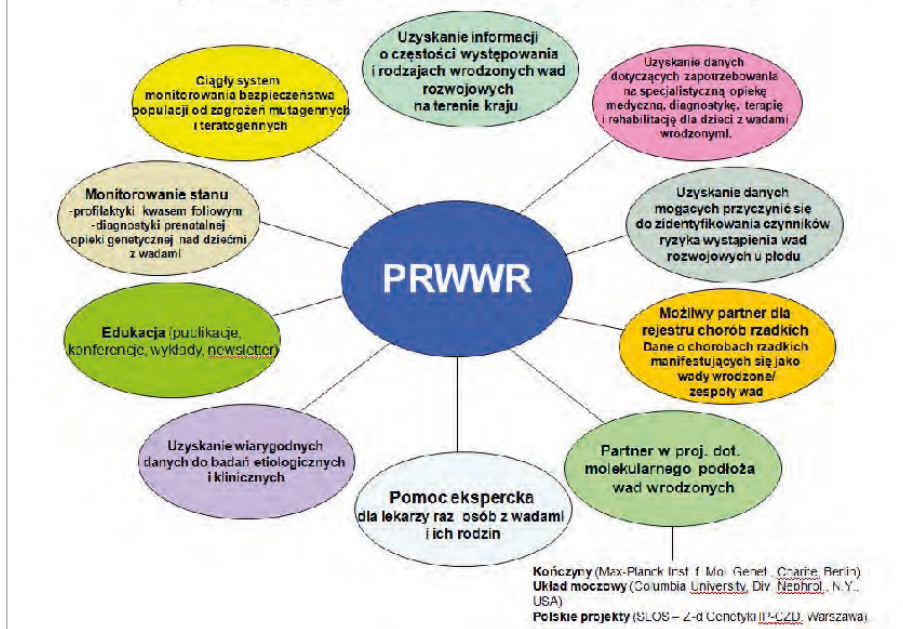 Uzyskanie informacji
o częstości występowania
i rodzajach wrodzonych wad
rozwojowych
na terenie kraju
Ciągły system
monitorowania bezpieczeństwa
populacji od zagrożeń mutagennych
i teratogennych
Uzyskanie danych
dotyczących zapotrzebowania
na specjalistyczną opiekę
medyczną, diagnostykę, terapię
i rehabilitację dla dzieci z wadami
wrodzonymi.
Monitorowanie stanu
-profilaktyki kwasem foliowym
-diagnostyki prenatalnej
-opieki genetycznej nad dziećmi
z wadami
Uzyskanie danych
mogących przyczynić się
do zidentyfikowania czynników
ryzyka wystąpienia wad
rozwojowych u płodu
PRWWR
Edukacja (publikacje,
konferencje, wykłady, newsletter)
Możliwy partner dla
rejestru chorób rzadkich
Dane o chorobach rzadkich
manifestujących się jako
wady wrodzone/
zespoły wad
Uzyskanie wiarygodnych
danych do badań etiologicznych
i klinicznych
Partner w proj. dot.
molekularnego podłoża
wad wrodzonych
Pomoc ekspercka
dla lekarzy raz osób z wadami
i ich rodzin
Kończyny (Max-Planck Inst. f. Mol. Genet., Charite, Berlin)
Układ moczowy (Columbia University, Div. Nephrol., N.Y.,
USA)
Polskie projekty (SLOS – Z-d Genetyki IP-CZD, Warszawa)